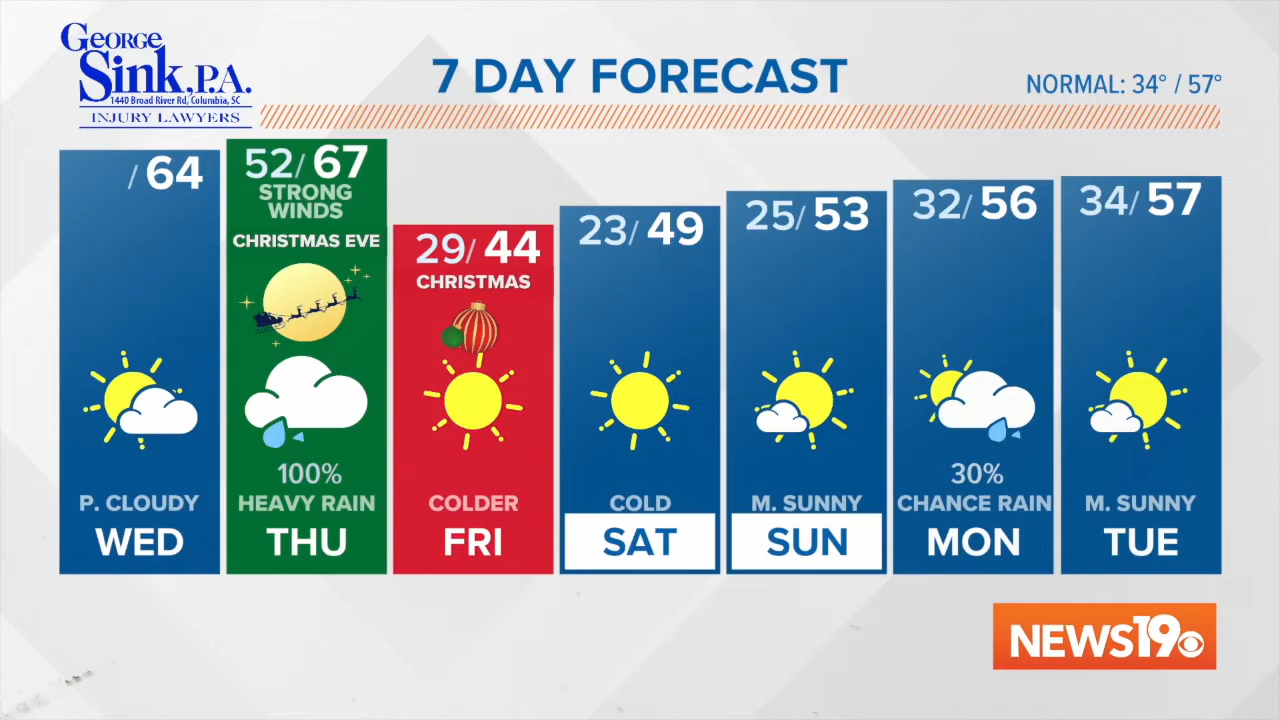 George
Sink, P.A.
1440 Broad River Rd, Columbia, SC
INJURY LAWYERS
7 DAY FORECAST
NORMAL: 34° / 57°
/ 64
P. CLOUDY
WED
52/ 67
STRONG
WINDS
CHRISTMAS EVE
100%
HEAVY RAIN
THU
29/ 44
CHRISTMAS
COLDER
FRI
23/ 49
COLD
SAT
25/ 53
M. SUNNY
SUN
32/ 56
30%
CHANCE RAIN
MON
34/ 57
M. SUNNY
TUE
NEWS19